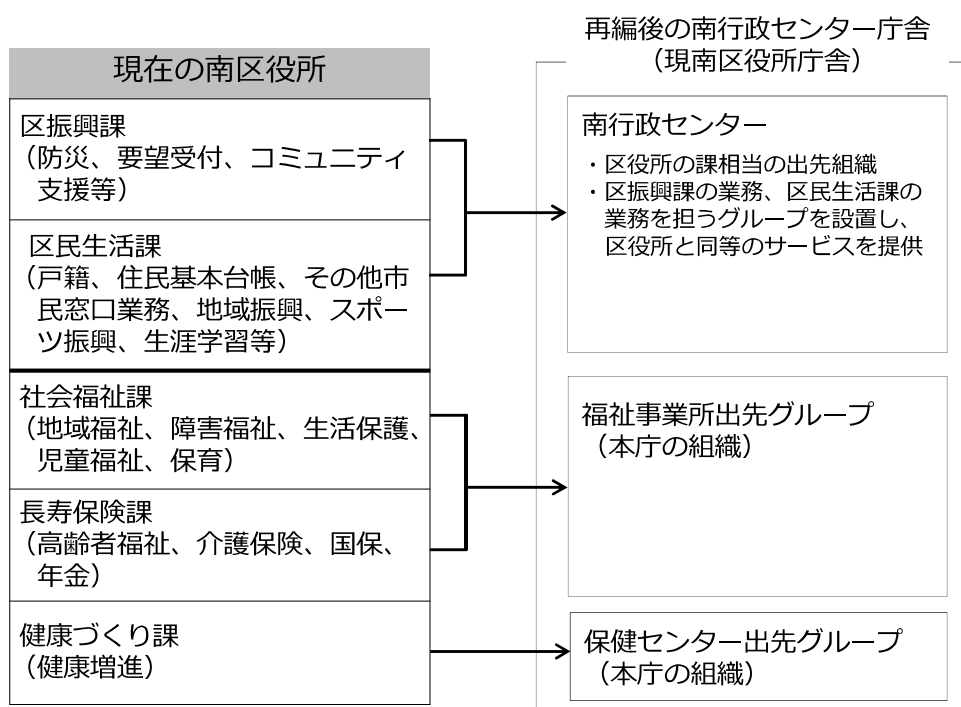 現在の南区役所
区振興課
（防災、要望受付、コミュニティ
支援等）
区民生活課
（戸籍、住民基本台帳、その他市
民窓口業務、地域振興、スポー
ツ振興、生涯学習等）
社会福祉課
（地域福祉、障害福祉、生活保護、
児童福祉、保育）
長寿保険課
（高齢者福祉、介護保険、国保、
年金）
健康づくり課
（健康増進）
再編後の南行政センター庁舎
（現南区役所庁舎）
南行政センター
・区役所の課相当の出先組織
・区振興課の業務、区民生活課の
業務を担うグループを設置し、
区役所と同等のサービスを提供
福祉事業所出先グループ
（本庁の組織）
保健センター出先グループ
（本庁の組織）